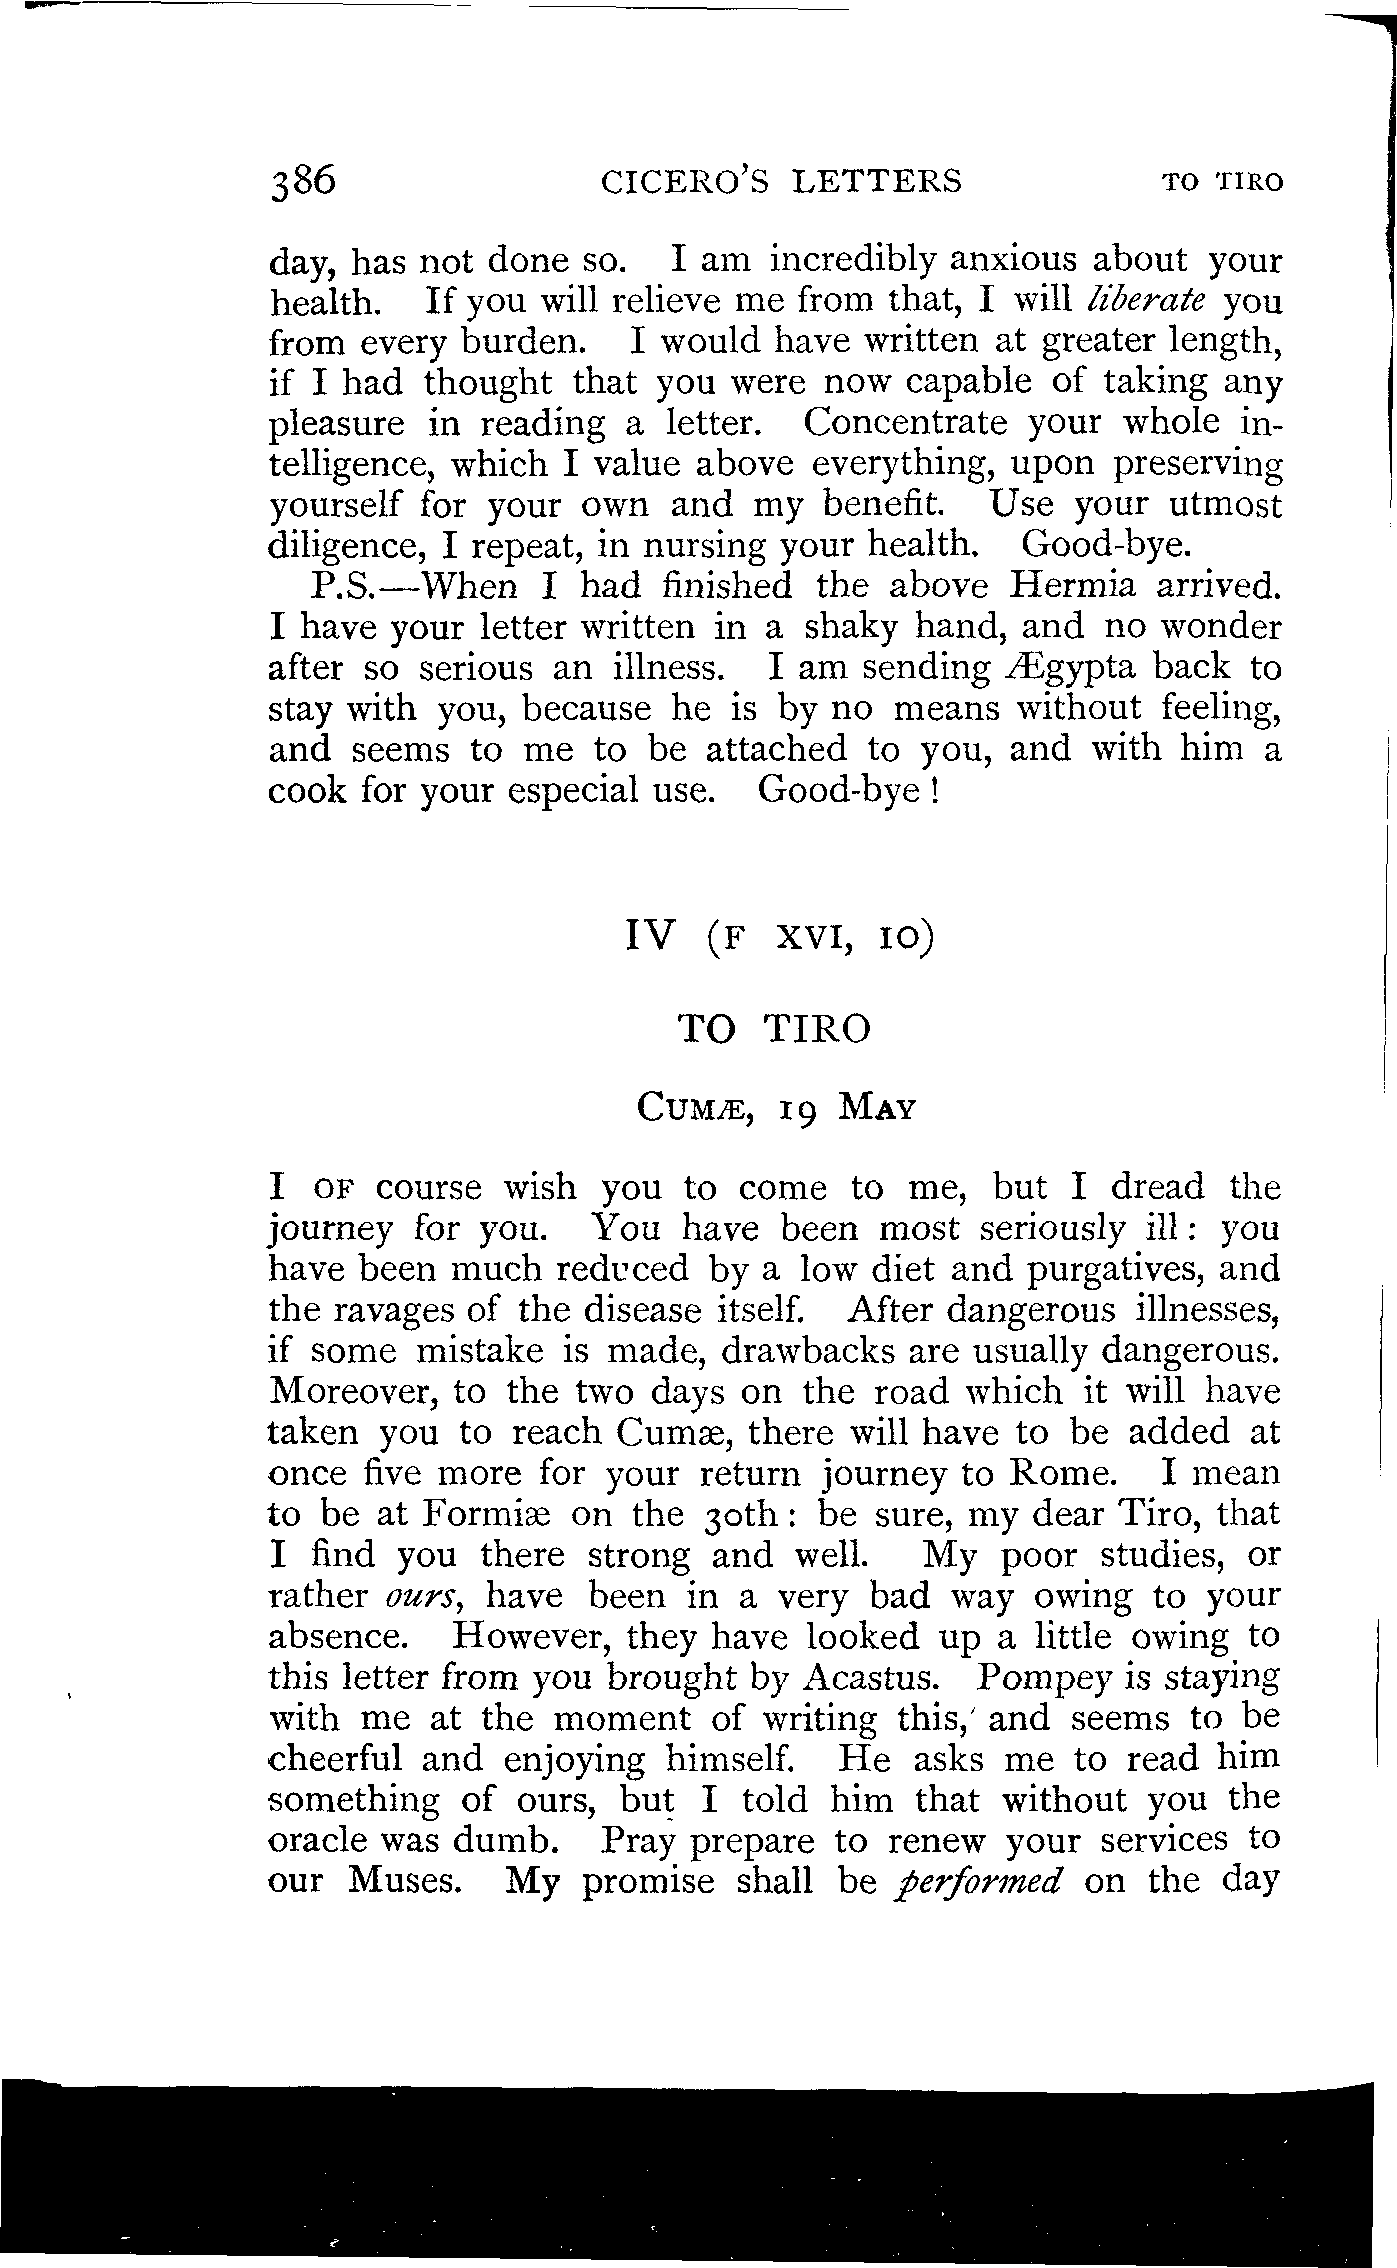 386 CICERO'S LETTERS TO TIRO
day, has not done so. I am incredibly anxious about your
health. If you will relieve me from that, I will liberate you
from every burden. I would have written at greater length,
if I had thought that you were now capable of taking any
pleasure in reading a letter. Concentrate your whole in-
telligence, which I value above everything, upon preserving
yourself for your own and my benefit. Use your utmost
diligence, I repeat, in nursing your health. Good-bye.
P.S.—When I had finished the above Hermia arrived.
I have your letter written in a shaky hand, and no wonder
after so serious an illness. I am sending Ægypta back to
stay with you, because he is by no means without feeling,
and seems to me to be attached to you, and with him a
cook for your especial use. Good-bye !
IV (F XVI, 10)
TO TIRO
CUMÆ, 19 MAY
I OF course wish you to come to me, but I dread the
journey for you. You have been most seriously ill : you
have been much reduced by a low diet and purgatives, and
the ravages of the disease itself. After dangerous illnesses,
if some mistake is made, drawbacks are usually dangerous.
Moreover, to the two days on the road which it will have
taken you to reach Cumæ, there will have to be added at
once five more for your return journey to Rome. I mean
to be at Formiæ on the 30th : be sure, my dear Tiro, that
I find you there strong and well. My poor studies, or
rather ours, have been in a very bad way owing to your
absence. However, they have looked up a little owing to
this letter from you brought by Acastus. Pompey is staying
with me at the moment of writing this, and seems to be
cheerful and enjoying himself. He asks me to read him
something of ours, but I told him that without you the
oracle was dumb. Pray prepare to renew your services to
our Muses. My promise shall be performed on the day